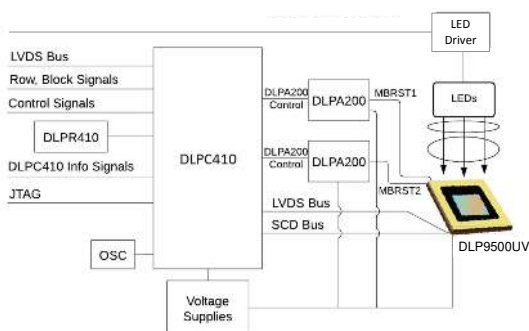 LED
Driver
LVDS Bus
Row, Block Signals
Control Signals
DLPR410
DLPC410 Info Signals
JTAG
OSC
DLPC410
DLPA200
Control
DLPA200
MBRST1
DLPA200
Control
DLPA200
MBRST2
LVDS Bus
SCD Bus
LEDs
DLP9500UV
Voltage
Supplies